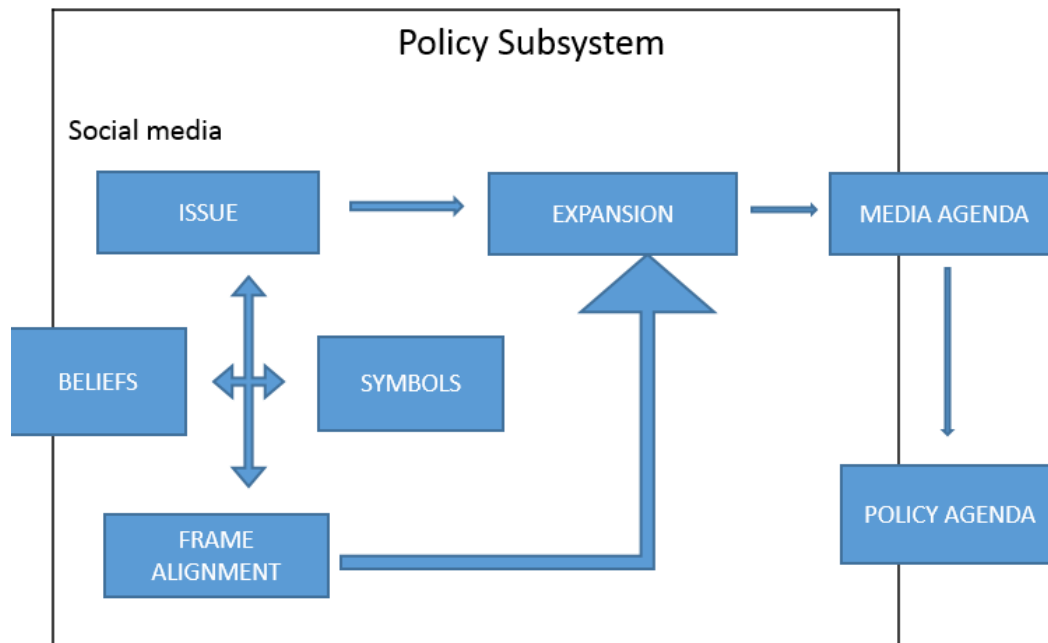 Policy Subsystem
Social media
ISSUE
EXPANSION
MEDIA AGENDA
BELIEFS
SYMBOLS
FRAME
ALIGNMENT
POLICY AGENDA